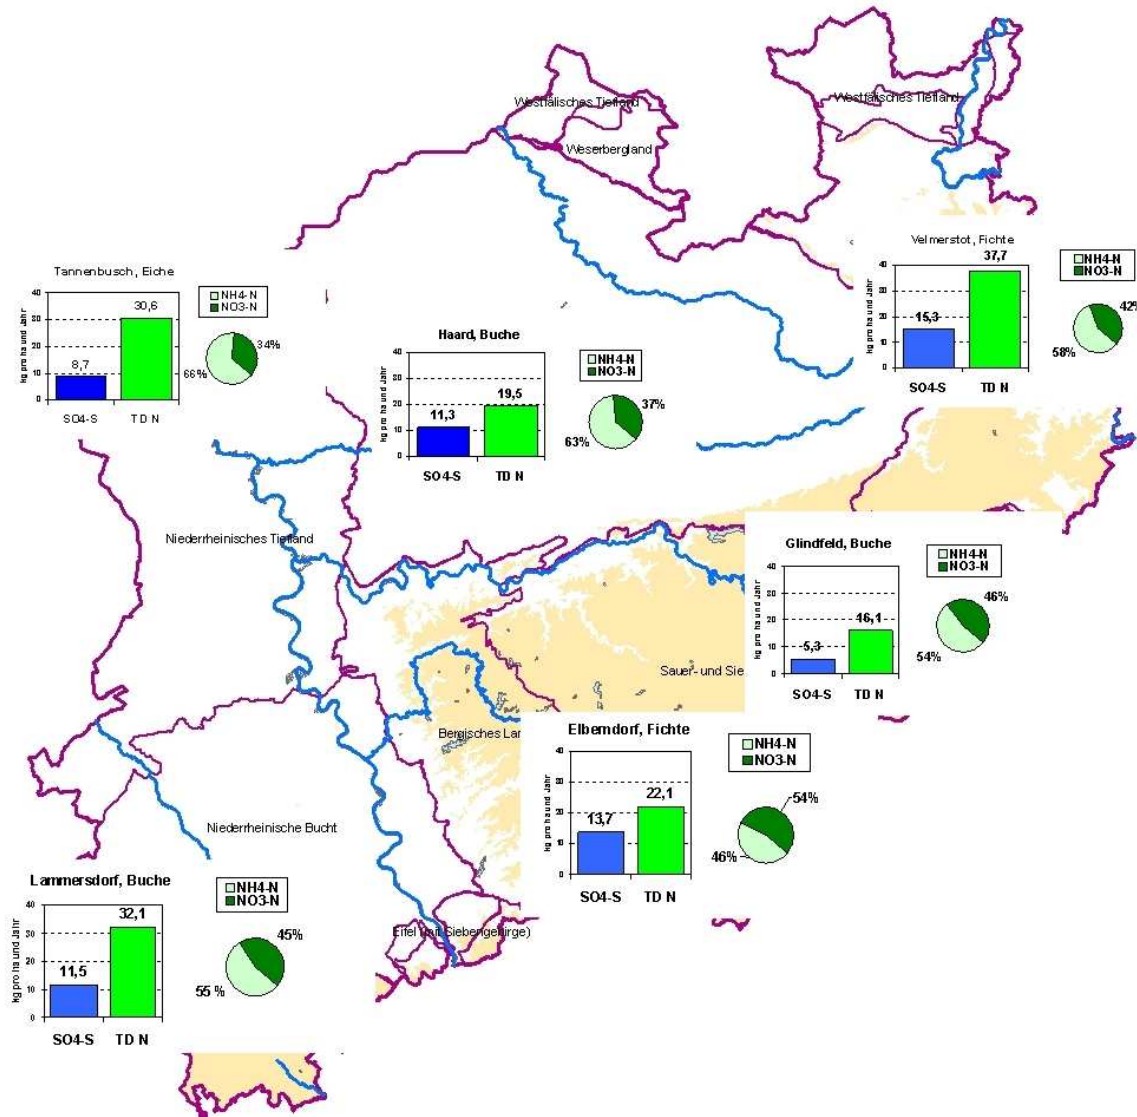 Westfälisches Tiefland
Weserbergland
Westfälisches Tiefland
Velmerstot, Fichte
kg pro ha und Jahr
40
30
20
10
0
15,3
37,7
SO4-S
TD N
NH4-N
NO3-N
42%
58%
Tannenbusch, Eiche
kg pro ha und Jahr
40
30
20
10
0
8,7
30,6
SO4-S
TD N
NH4-N
NO3-N
34%
66%
Haard, Buche
kg pro ha und Jahr
40
30
20
10
0
11,3
19,5
SO4-S
TD N
NH4-N
NO3-N
37%
63%
Niederrheinisches Tiefland
Glindfeld, Buche
kg pro ha und Jahr
40
30
20
10
0
5,3
46,1
SO4-S
TD N
NH4-N
NO3-N
46%
54%
Sauer- und Sie
Bergisches Lan
Elberndorf, Fichte
kg pro ha und Jahr
40
30
20
10
0
13,7
22,1
SO4-S
TD N
NH4-N
NO3-N
54%
46%
Niederrheinische Bucht
Lammersdorf, Buche
kg pro ha und Jahr
40
30
20
10
0
11,5
32,1
SO4-S
TD N
NH4-N
NO3-N
45%
55 %
Eifel (mit Siebengebirge)